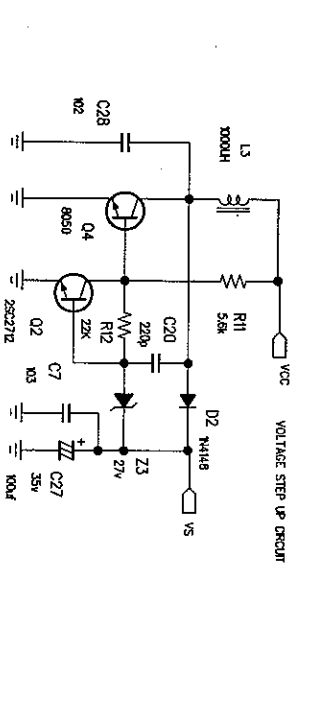 VOLTAGE STEP UP CIRCUIT
VCC
L3
1000UH
R11
5.6k
C28
102
Q4
8050
C20
220p
R12
22K
D2
1N4148
VS
Q2
2SC2712
Z3
27v
C7
103
C27
35v
100uf
+